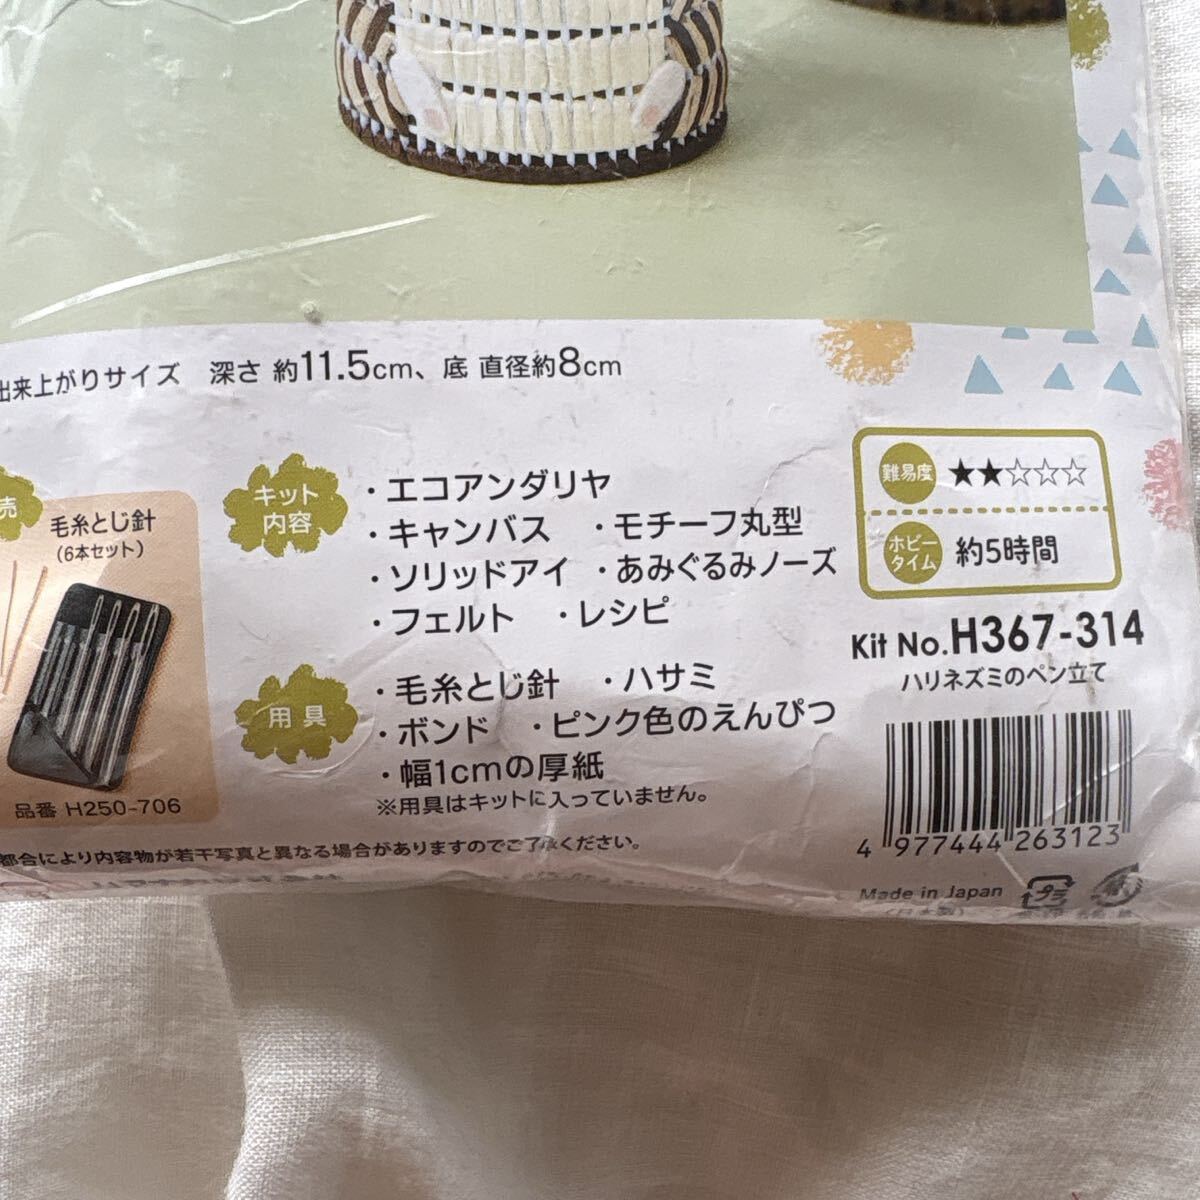 出来上がりサイズ 深さ 約11.5cm、底 直径約8cm
売
毛糸とじ針
(6本セット)
品番 H250-706
キット
内容
・エコアンダリヤ
・キャンバス ・モチーフ丸型
・ソリッドアイ ・あみぐるみノーズ
・フェルト ・レシピ
用具
・毛糸とじ針 ・ハサミ
・ボンド ・ピンク色のえんぴつ
・幅1cmの厚紙
※用具はキットに入っていません。
都合により内容物が若干写真と異なる場合がありますのでご了承ください。
難易度 ★★☆☆☆
ホビー
タイム 約5時間
Kit No.H367-314
ハリネズミのペン立て
4 977444 263123
Made in Japan
プラ